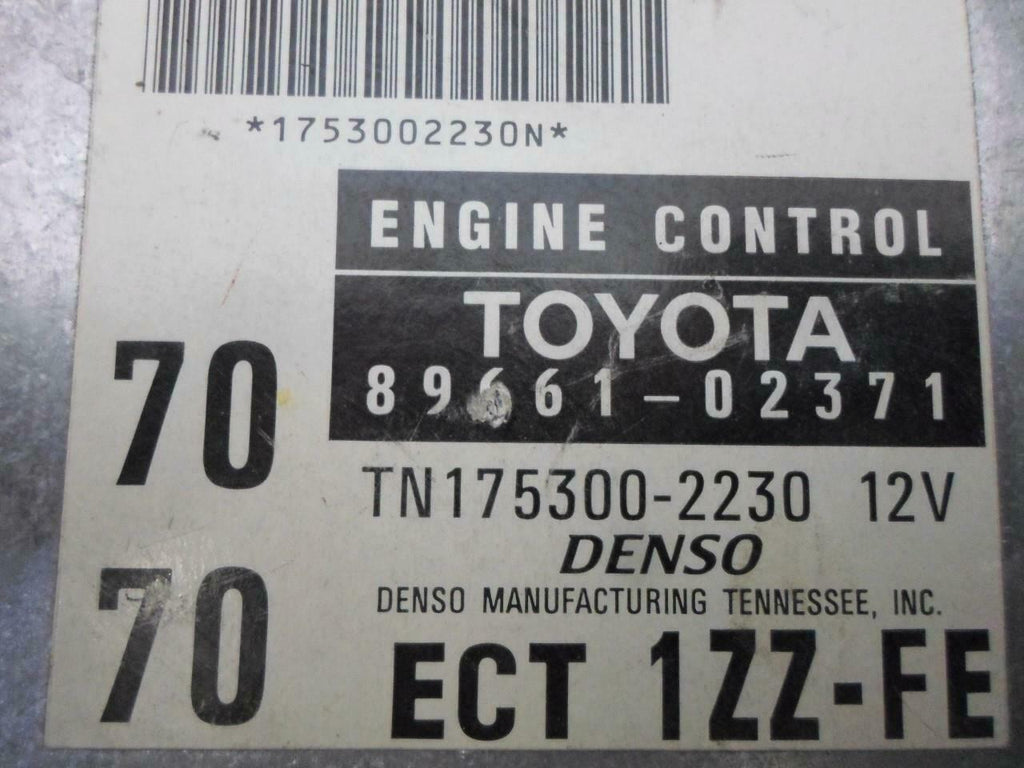 *1753002230N*
ENGINE CONTROL
TOYOTA
89661-02371
70
TN175300-2230 12V
DENSO
DENSO MANUFACTURING TENNESSEE, INC.
70
ECT 1ZZ-FE